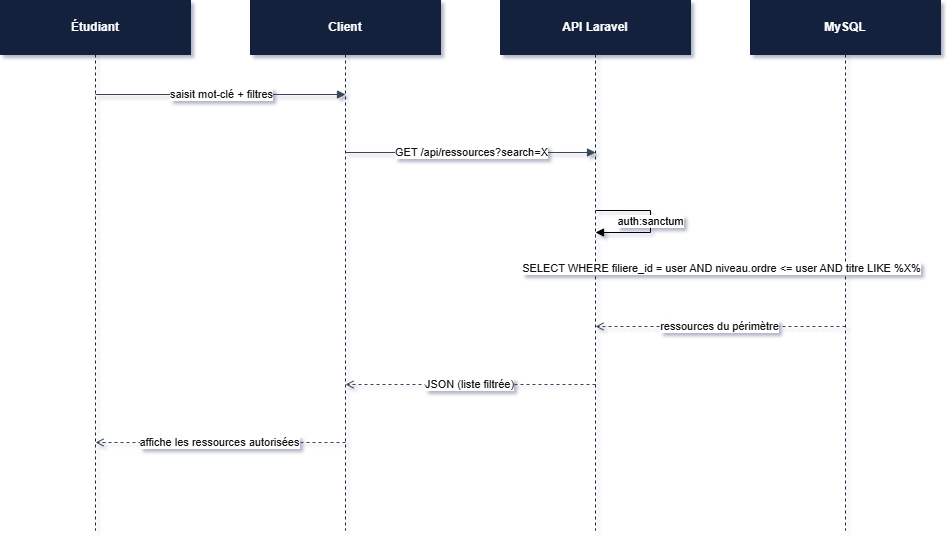 Étudiant
Client
API Laravel
MySQL
saisit mot-clé + filtres
GET /api/ressources?search=X
auth:sanctum
SELECT WHERE filiere_id = user AND niveau.ordre <= user AND titre LIKE %X%
ressources du périmètre
JSON (liste filtrée)
affiche les ressources autorisées